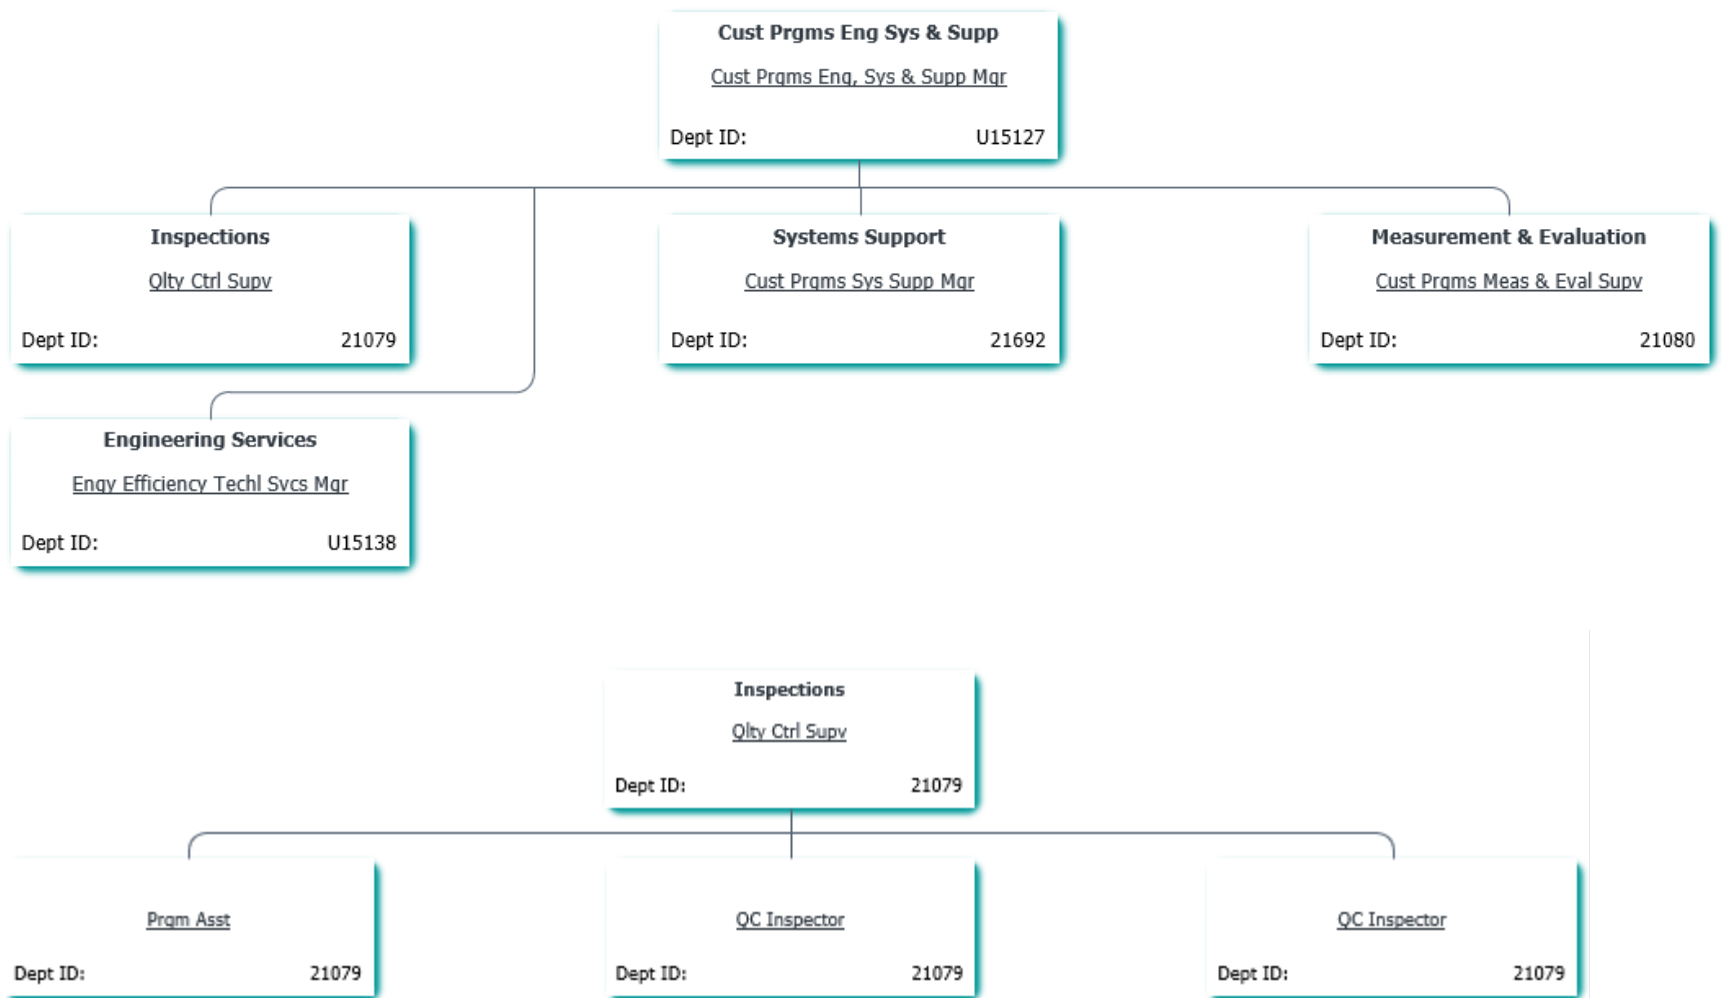 Cust Prgms Eng Sys & Supp
Cust Prgms Eng, Sys & Supp Mgr
Dept ID: U15127
Inspections
Qlty Ctrl Supv
Dept ID: 21079
Systems Support
Cust Prgms Sys Supp Mgr
Dept ID: 21692
Measurement & Evaluation
Cust Prgms Meas & Eval Supv
Dept ID: 21080
Engineering Services
Engy Efficiency Techl Svcs Mgr
Dept ID: U15138
Inspections
Qlty Ctrl Supv
Dept ID: 21079
Prgm Asst
Dept ID: 21079
QC Inspector
Dept ID: 21079
QC Inspector
Dept ID: 21079